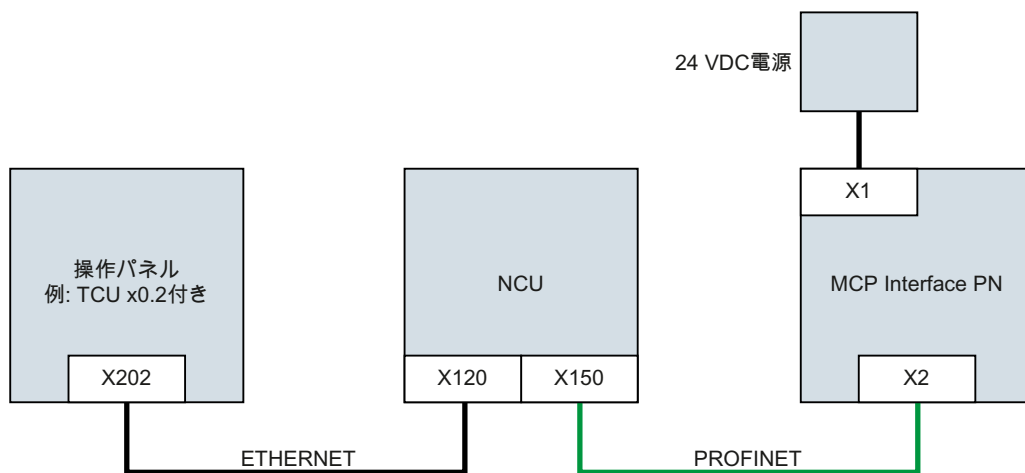 24 VDC電源
X1
操作パネル
例: TCU x0.2付き
NCU
MCP Interface PN
X202
X120
X150
X2
ETHERNET
PROFINET